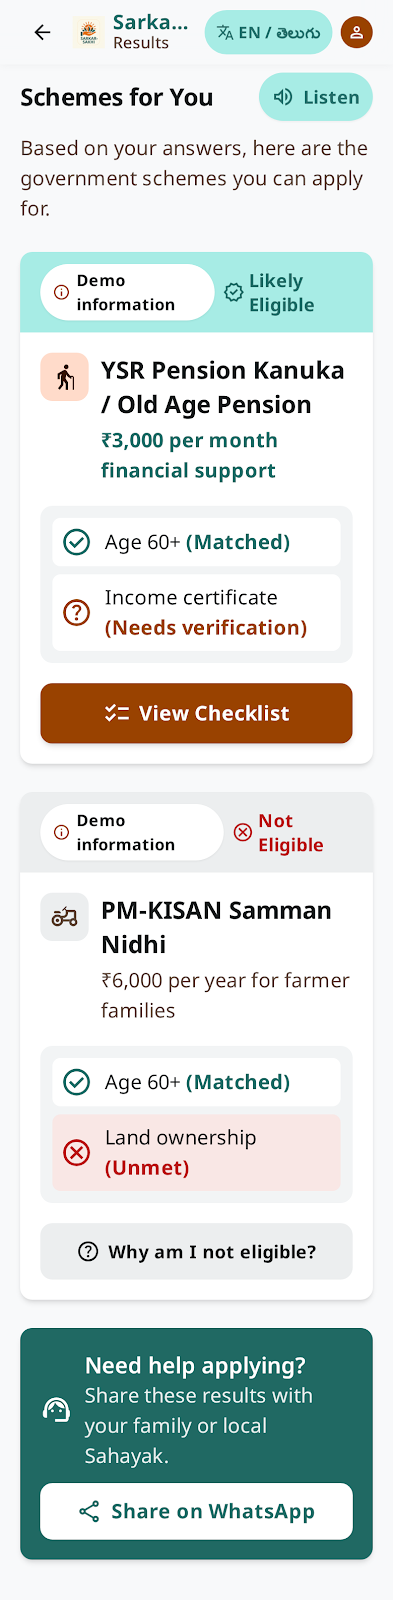 Sarka...
Results
EN / తెలుగు
SARKAR-
SAKHI
Schemes for You
Listen
Based on your answers, here are the
government schemes you can apply
for.
Demo
information
Likely
Eligible
YSR Pension Kanuka
/ Old Age Pension
₹3,000 per month
financial support
Age 60+ (Matched)
Income certificate
(Needs verification)
View Checklist
Demo
information
Not
Eligible
PM-KISAN Samman
Nidhi
₹6,000 per year for farmer
families
Age 60+ (Matched)
Land ownership
(Unmet)
Why am I not eligible?
Need help applying?
Share these results with
your family or local
Sahayak.
Share on WhatsApp